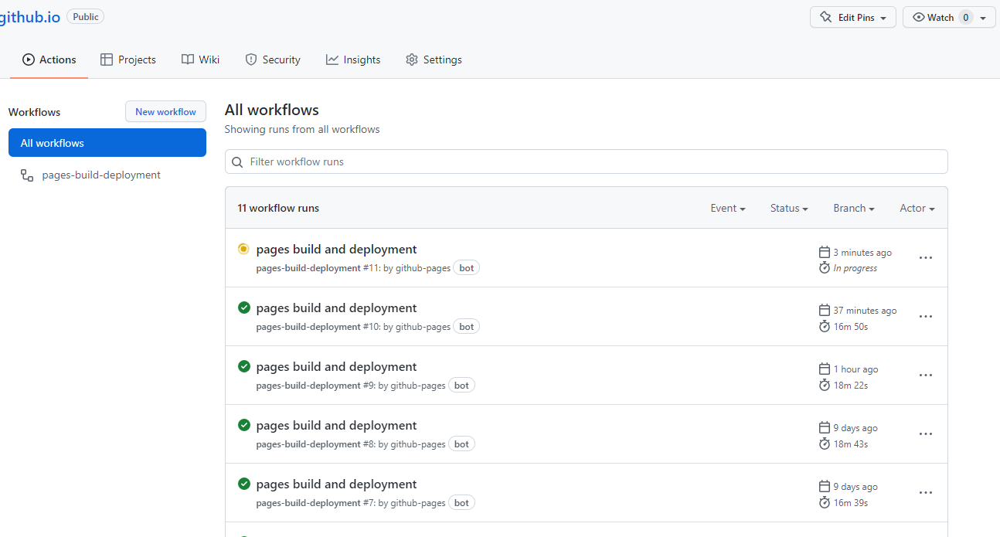 github.io Public Edit Pins Watch 0
Actions Projects Wiki Security Insights Settings
Workflows New workflow
All workflows
pages-build-deployment
All workflows
Showing runs from all workflows
Filter workflow runs
11 workflow runs Event Status Branch Actor
pages build and deployment
pages-build-deployment #11: by github-pages bot
3 minutes ago
In progress
pages build and deployment
pages-build-deployment #10: by github-pages bot
37 minutes ago
16m 50s
pages build and deployment
pages-build-deployment #9: by github-pages bot
1 hour ago
18m 22s
pages build and deployment
pages-build-deployment #8: by github-pages bot
9 days ago
18m 43s
pages build and deployment
pages-build-deployment #7: by github-pages bot
9 days ago
16m 39s